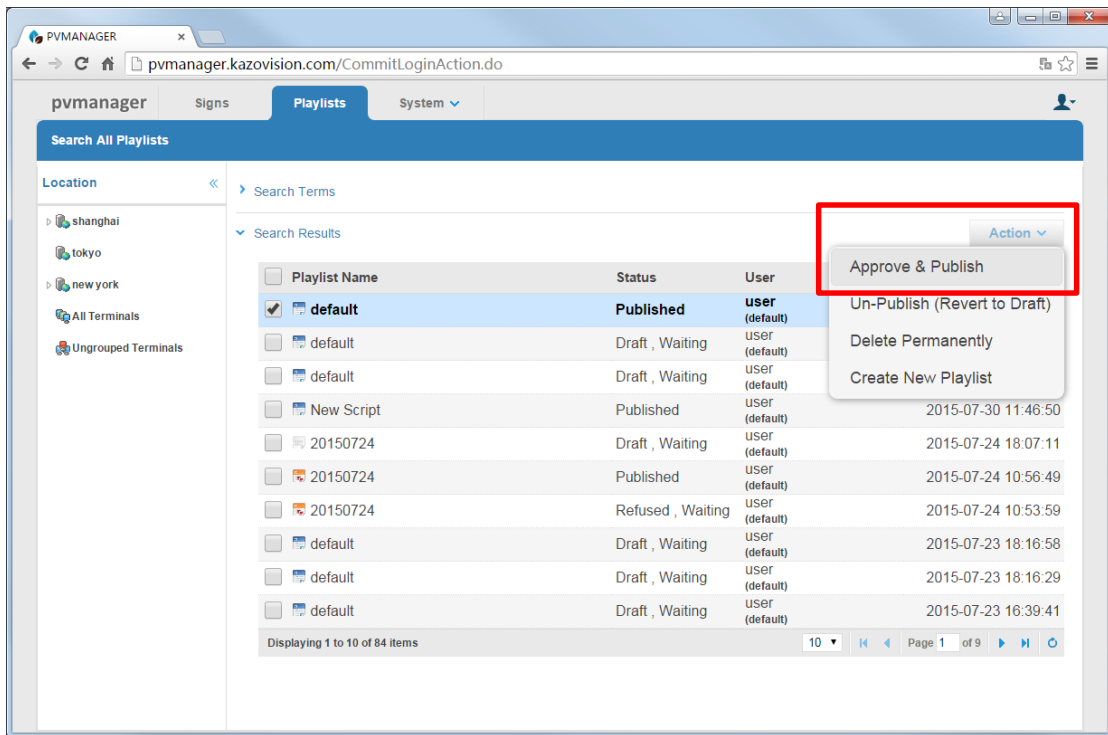 PVMANAGER
pvmanager.kazovision.com/CommitLoginAction.do
pvmanager Signs Playlists System
Search All Playlists
Location «
Search Terms
shanghai
Search Results
Action
tokyo
new york
All Terminals
Ungrouped Terminals
Approve & Publish
Un-Publish (Revert to Draft)
Delete Permanently
Create New Playlist
Playlist Name Status User
default Published user
(default)
default Draft , Waiting user
(default)
default Draft , Waiting user
(default)
New Script Published user 2015-07-30 11:46:50
(default)
20150724 Draft , Waiting user 2015-07-24 18:07:11
(default)
20150724 Published user 2015-07-24 10:56:49
(default)
20150724 Refused , Waiting user 2015-07-24 10:53:59
(default)
default Draft , Waiting user 2015-07-23 18:16:58
(default)
default Draft , Waiting user 2015-07-23 18:16:29
(default)
default Draft , Waiting user 2015-07-23 16:39:41
(default)
Displaying 1 to 10 of 84 items 10 Page 1 of 9